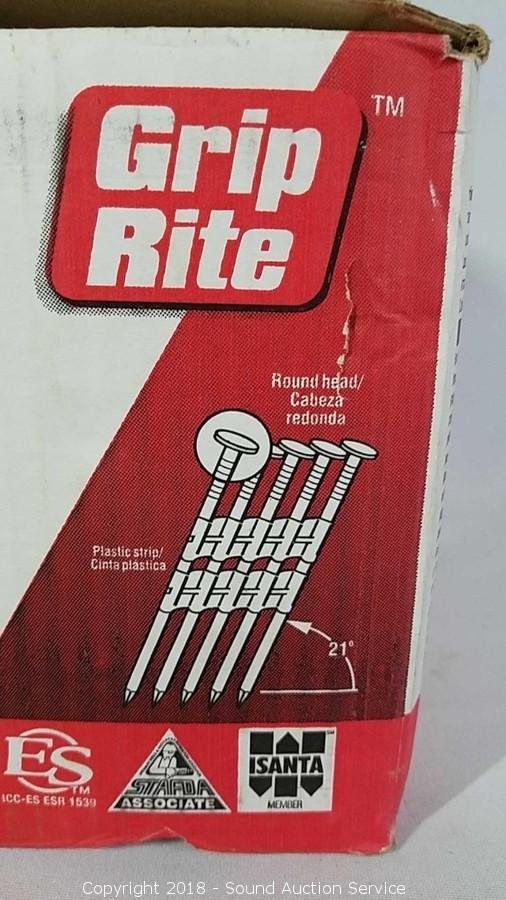 Grip
Rite
TM
Round head/
Cabeza
redonda
Plastic strip/
Cinta plástica
21°
ES
TM
ICC-ES ESR 1539
STAFDA
ASSOCIATE
SM
ISANTA
MEMBER
Copyright 2018 - Sound Auction Service